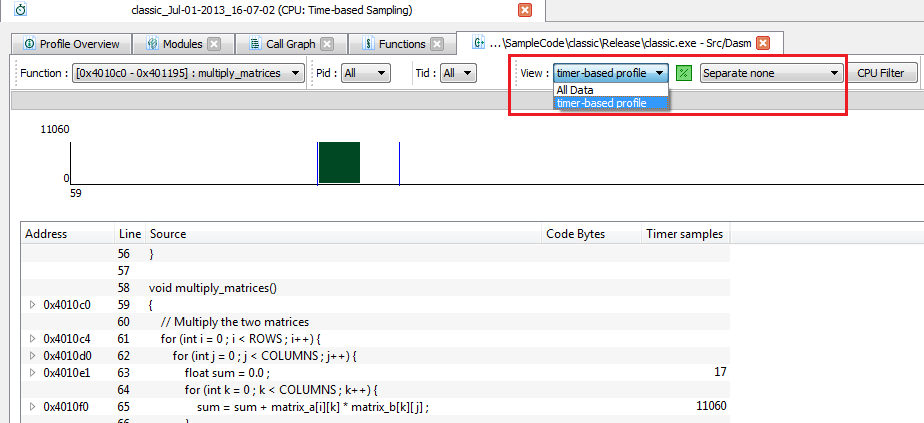 classic_Jul-01-2013_16-07-02 (CPU: Time-based Sampling)
Profile Overview Modules Call Graph Functions ...\SampleCode\classic\Release\classic.exe - Src/Dasm
Function : [0x4010c0 - 0x401195] : multiply_matrices Pid : All Tid : All View : timer-based profile % Separate none CPU Filter
All Data
timer-based profile
11060
0
59
Address Line Source Code Bytes Timer samples
56 }
57
58 void multiply_matrices()
0x4010c0 59 {
60 // Multiply the two matrices
0x4010c4 61 for (int i = 0 ; i < ROWS ; i++) {
0x4010d0 62 for (int j = 0 ; j < COLUMNS ; j++) {
0x4010e1 63 float sum = 0.0 ; 17
64 for (int k = 0 ; k < COLUMNS ; k++) {
0x4010f0 65 sum = sum + matrix_a[i][k] * matrix_b[k][j] ; 11060
66 }